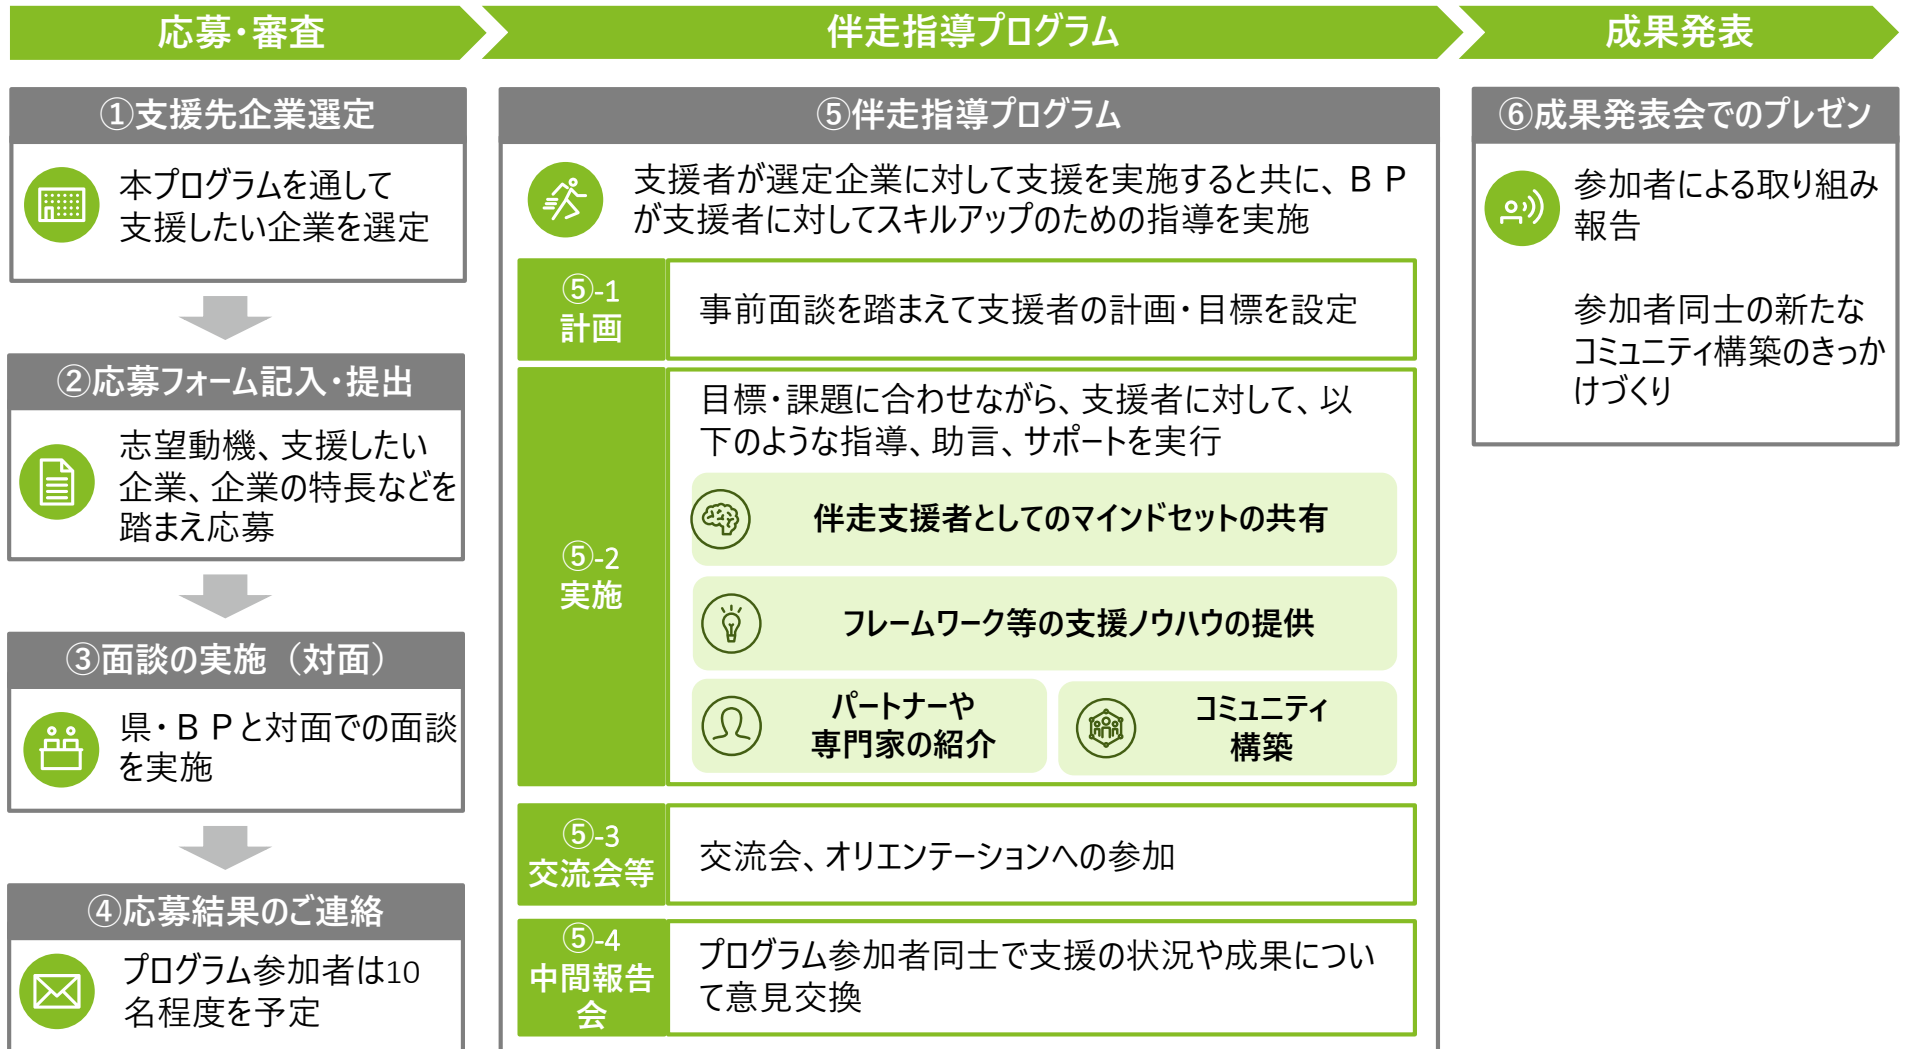 応募・審査
伴走指導プログラム
成果発表
①支援先企業選定
本プログラムを通して
支援したい企業を選定
②応募フォーム記入・提出
志望動機、支援したい
企業、企業の特長などを
踏まえ応募
③面談の実施（対面）
県・ＢＰと対面での面談
を実施
④応募結果のご連絡
プログラム参加者は10
名程度を予定
⑤伴走指導プログラム
支援者が選定企業に対して支援を実施すると共に、ＢＰ
が支援者に対してスキルアップのための指導を実施
⑤-1
計画
事前面談を踏まえて支援者の計画・目標を設定
⑤-2
実施
目標・課題に合わせながら、支援者に対して、以
下のような指導、助言、サポートを実行
伴走支援者としてのマインドセットの共有
フレームワーク等の支援ノウハウの提供
パートナーや
専門家の紹介
コミュニティ
構築
⑤-3
交流会等
交流会、オリエンテーションへの参加
⑤-4
中間報告
会
プログラム参加者同士で支援の状況や成果につい
て意見交換
⑥成果発表会でのプレゼン
参加者による取り組み
報告
参加者同士の新たな
コミュニティ構築のきっか
けづくり